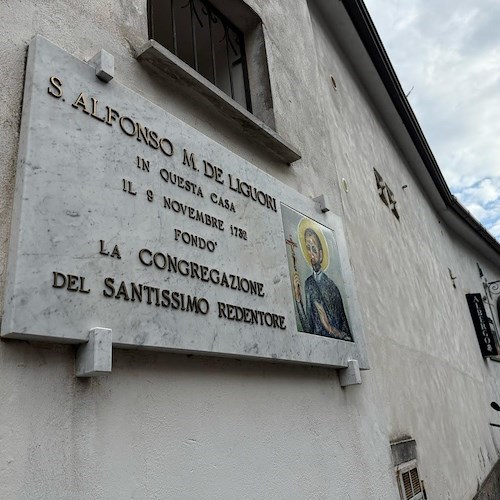 S. ALFONSO M. DE LIGUORI
IN QUESTA CASA
IL 9 NOVEMBRE 1732
FONDO'
LA CONGREGAZIONE
DEL SANTISSIMO REDENTORE